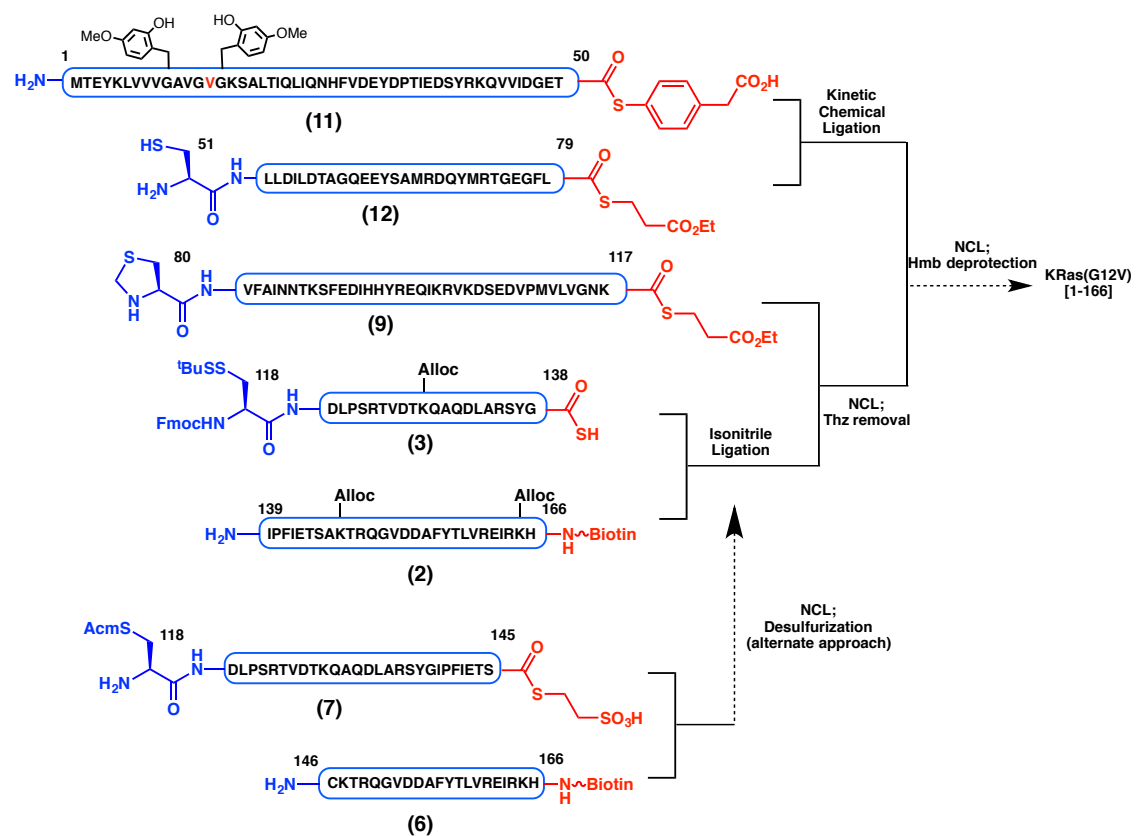 MeO
OH
HO
OMe
1
50
H2N
MTEYKLVVVGAVGVGKSALTIQLIQNHFVDEYDPTIEDSYRKQVVIDGET
O
S
CO2H
(11)
Kinetic
Chemical
Ligation
HS
51
79
H2N
O
H
N
LLDILDTAGQEEYSAMRDQYMRTGEGFL
O
S
CO2Et
(12)
NCL;
Hmb deprotection
KRas(G12V)
[1-166]
S
80
117
N
H
O
H
N
VFAINNTKSFEDIHHYREQIKRVKDSEDVPMVLVGNK
O
S
CO2Et
(9)
tBuSS
118
Alloc
138
FmocHN
O
H
N
DLPSRTVDTKQAQDLARSYG
O
SH
(3)
NCL;
Thz removal
Isonitrile
Ligation
Alloc
Alloc
139
166
H2N
IPFIETSAKTRQGVDDAFYTLVREIRKH
N
H
Biotin
(2)
NCL;
Desulfurization
(alternate approach)
AcmS
118
145
H2N
O
H
N
DLPSRTVDTKQAQDLARSYGIPFIETS
O
S
SO3H
(7)
146
166
H2N
CKTRQGVDDAFYTLVREIRKH
N
H
Biotin
(6)